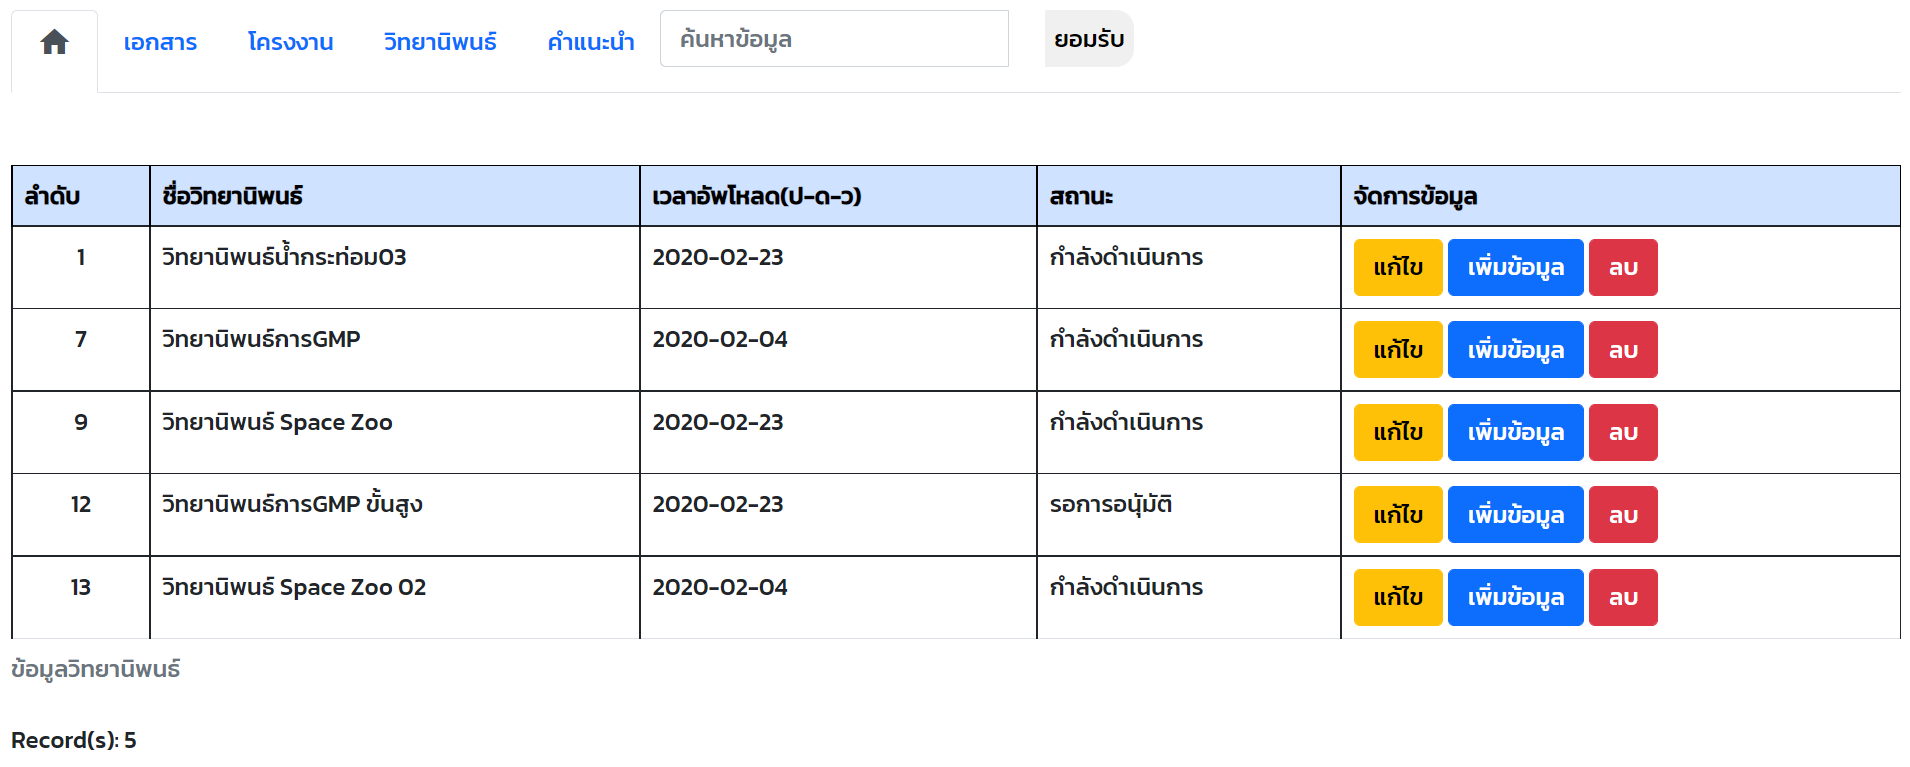 เอกสาร โครงงาน วิทยานิพนธ์ คำแนะนำ ค้นหาข้อมูล ยอมรับ
ลำดับ ชื่อวิทยานิพนธ์ เวลาอัพโหลด(ป-ด-ว) สถานะ จัดการข้อมูล
1 วิทยานิพนธ์น้ำกระท่อม03 2020-02-23 กำลังดำเนินการ แก้ไข เพิ่มข้อมูล ลบ
7 วิทยานิพนธ์การGMP 2020-02-04 กำลังดำเนินการ แก้ไข เพิ่มข้อมูล ลบ
9 วิทยานิพนธ์ Space Zoo 2020-02-23 กำลังดำเนินการ แก้ไข เพิ่มข้อมูล ลบ
12 วิทยานิพนธ์การGMP ขั้นสูง 2020-02-23 รอการอนุัมัติ แก้ไข เพิ่มข้อมูล ลบ
13 วิทยานิพนธ์ Space Zoo 02 2020-02-04 กำลังดำเนินการ แก้ไข เพิ่มข้อมูล ลบ
ข้อมูลวิทยานิพนธ์
Record(s): 5